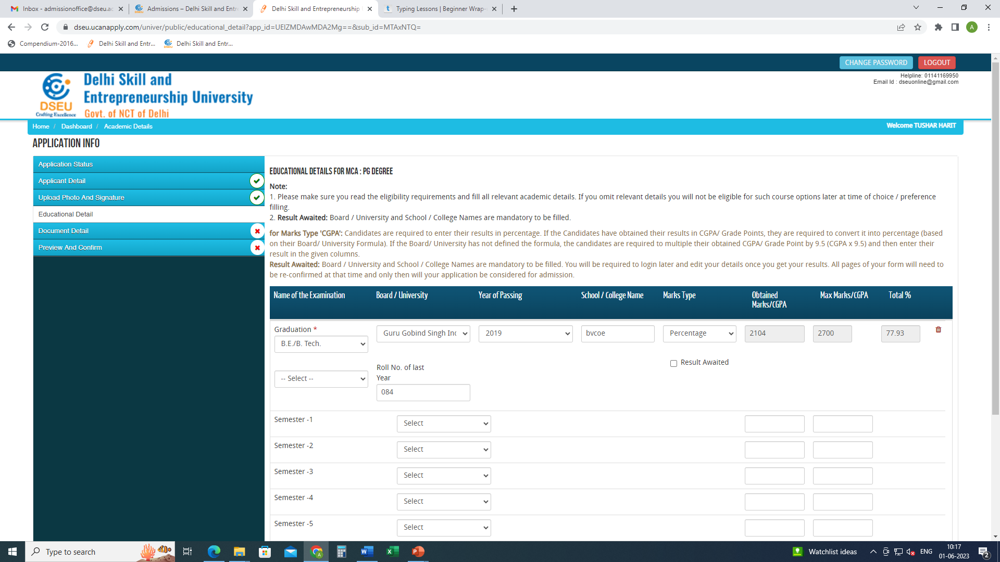 Inbox - admissionoffice@dseu.ac
Admissions – Delhi Skill and Entr
Delhi Skill and Entrepreneurship
Typing Lessons | Beginner Wrap-
dseu.ucanapply.com/univer/public/educational_detail?app_id=UElZMDAwMDA2Mg==&sub_id=MTAxNTQ=
A
Compendium-2016...
Delhi Skill and Entr...
Delhi Skill and Entr...
CHANGE PASSWORD
LOGOUT
DSEU
Crafting Excellence
Delhi Skill and
Entrepreneurship University
Govt. of NCT of Delhi
Helpline: 01141169950
Email Id : dseuonline@gmail.com
Home / Dashboard / Academic Details
Welcome TUSHAR HARIT
APPLICATION INFO
Application Status
Applicant Detail
Upload Photo And Signature
Educational Detail
Document Detail
Preview And Confirm
EDUCATIONAL DETAILS FOR MCA : PG DEGREE
Note:
1. Please make sure you read the eligibility requirements and fill all relevant academic details. If you omit relevant details you will not be eligible for such course options later at time of choice / preference
filling.
2. Result Awaited: Board / University and School / College Names are mandatory to be filled.
for Marks Type 'CGPA': Candidates are required to enter their results in percentage. If the Candidates have obtained their results in CGPA/ Grade Points, they are required to convert it into percentage (based
on their Board/ University Formula). If the Board/ University has not defined the formula, the candidates are required to multiple their obtained CGPA/ Grade Point by 9.5 (CGPA x 9.5) and then enter their
result in the given columns.
Result Awaited: Board / University and School / College Names are mandatory to be filled. You will be required to login later and edit your details once you get your results. All pages of your form will need to
be re-confirmed at that time and only then will your application be considered for admission.
Name of the Examination
Board / University
Year of Passing
School / College Name
Marks Type
Obtained
Marks/CGPA
Max Marks/CGPA
Total %
Graduation *
B.E./B. Tech.
Guru Gobind Singh Inc
2019
bvcoe
Percentage
2104
2700
77.93
Result Awaited
-- Select --
Roll No. of last
Year
084
Semester -1
Select
Semester -2
Select
Semester -3
Select
Semester -4
Select
Semester -5
Select
Type to search
Watchlist ideas
ENG
10:17
01-06-2023
2